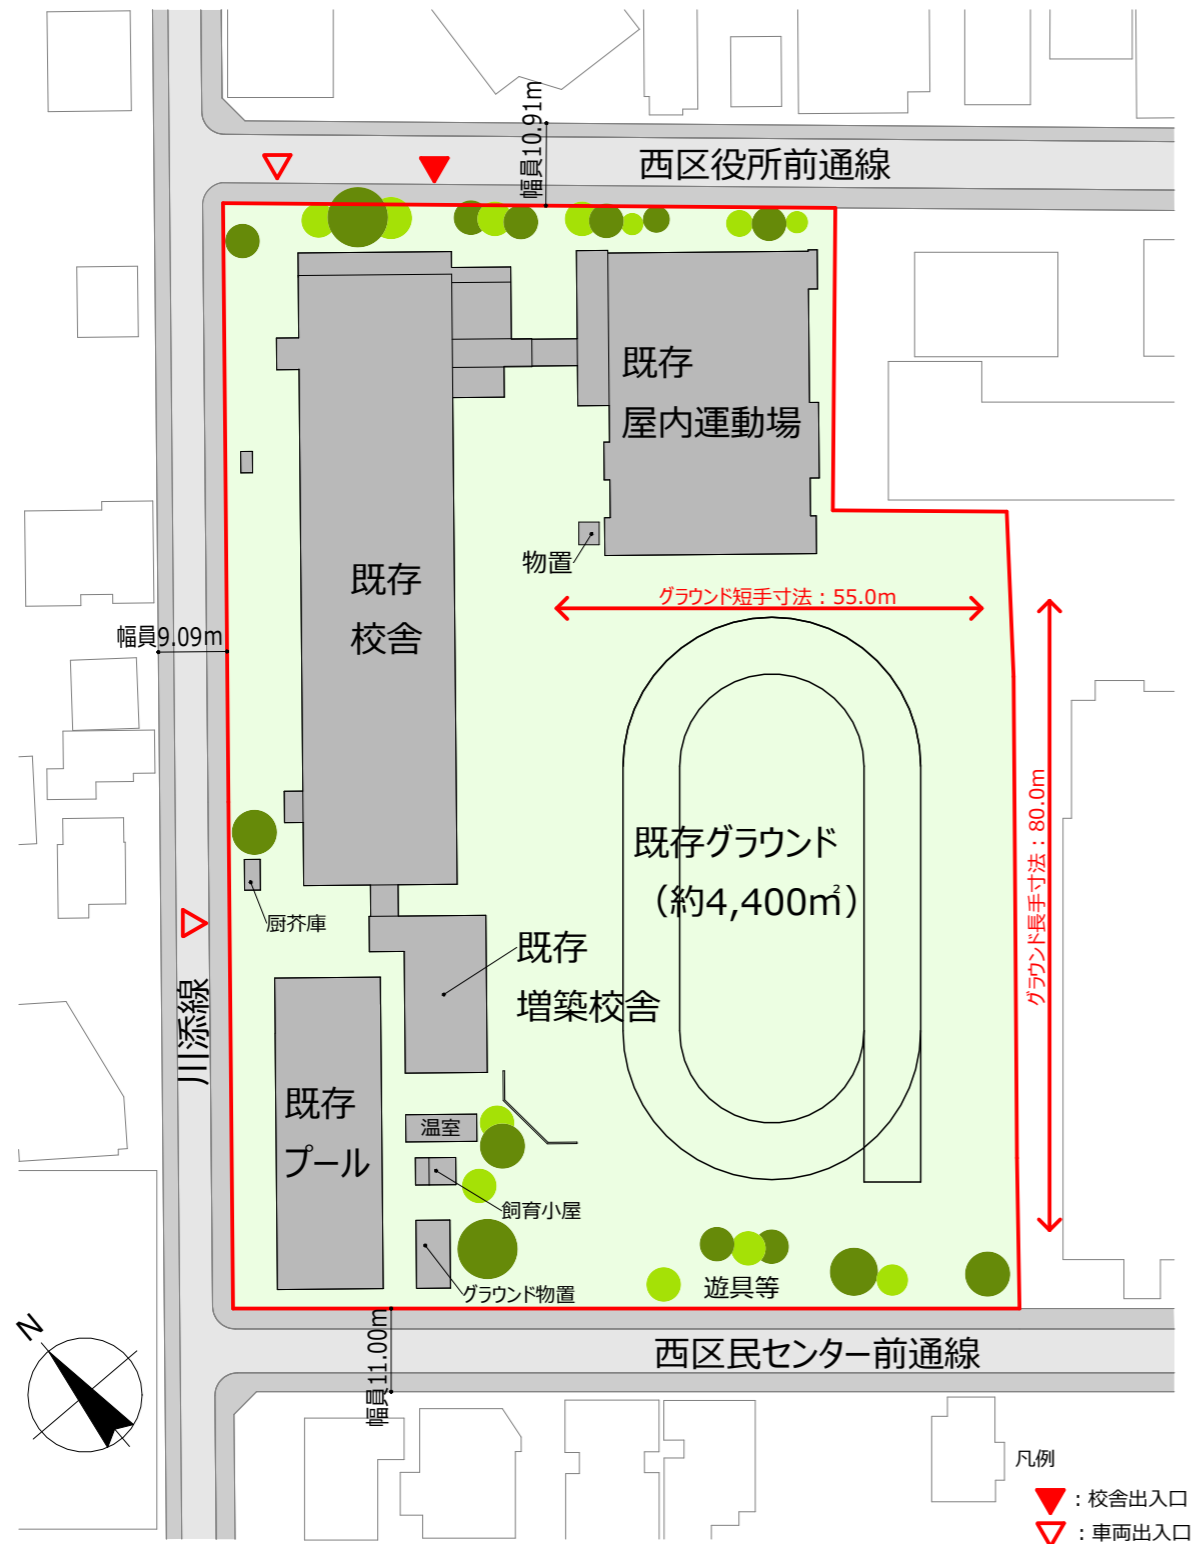 幅員10.91m
西区役所前通線
既存
屋内運動場
物置
既存
校舎
グラウンド短手寸法：55.0m
幅員9.09m
グラウンド長手寸法：80.0m
既存グラウンド
（約4,400㎡）
厨芥庫
既存
増築校舎
川添線
既存
プール
温室
飼育小屋
グラウンド物置
遊具等
幅員11.00m
西区民センター前通線
N
凡例
：校舎出入口
：車両出入口